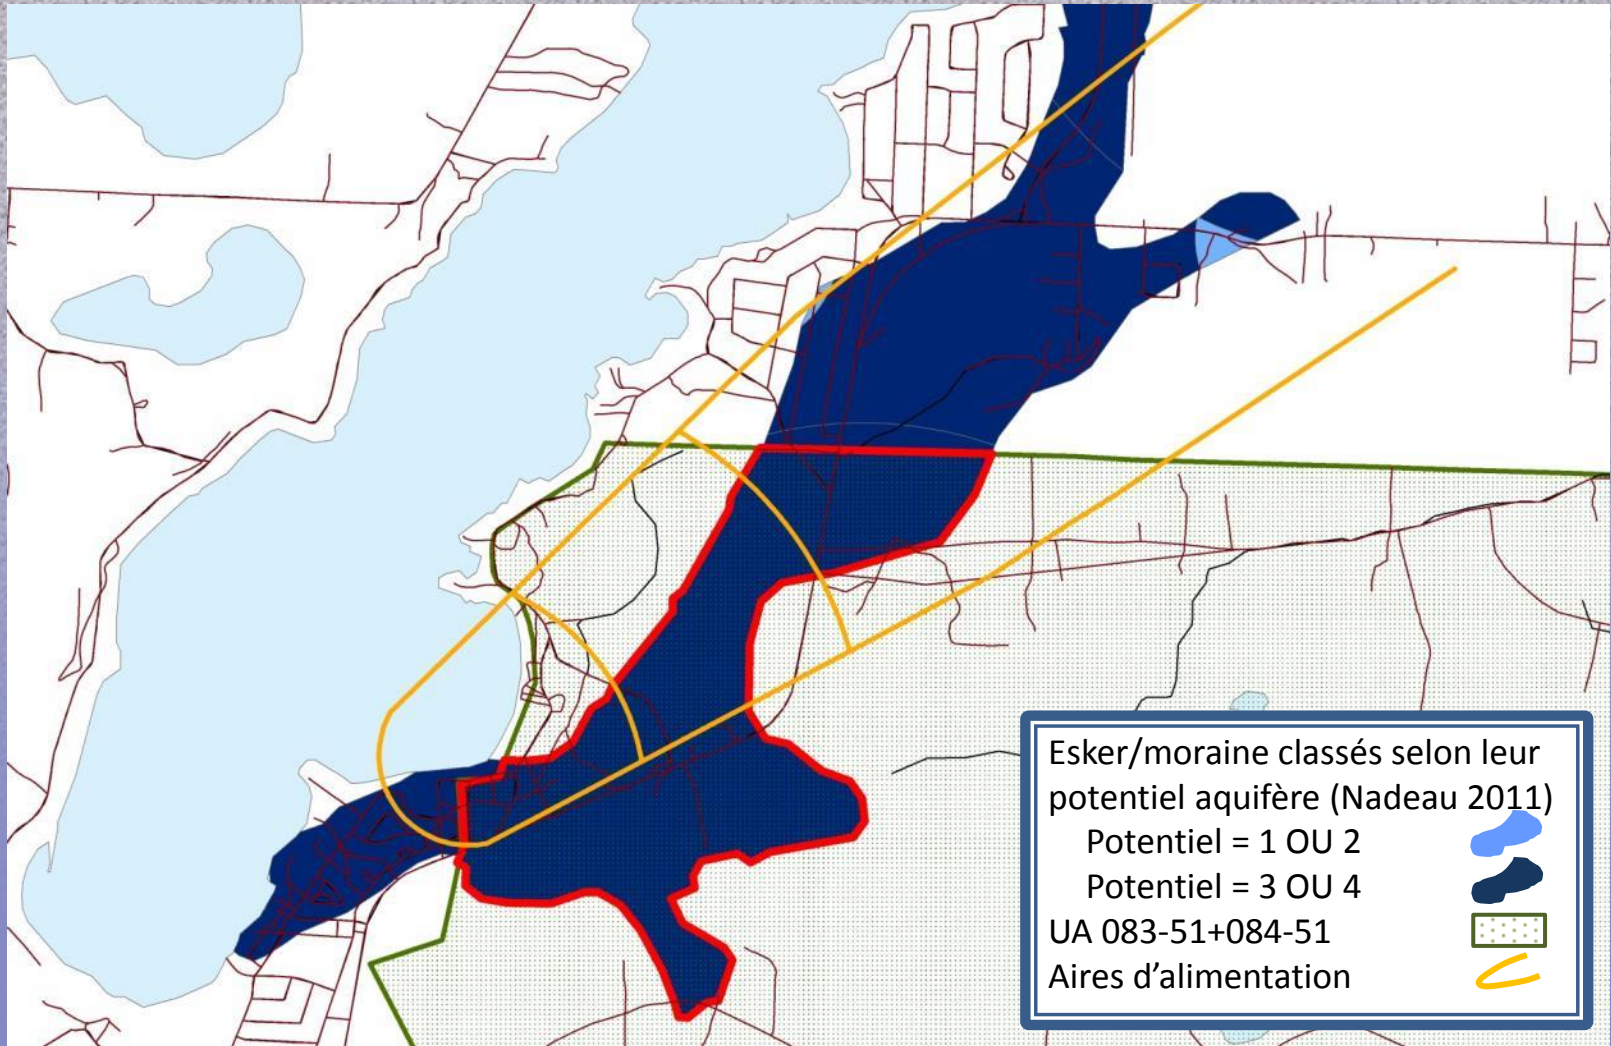 Esker/moraine classés selon leur
potentiel aquifère (Nadeau 2011)
Potentiel = 1 OU 2
Potentiel = 3 OU 4
UA 083-51+084-51
Aires d’alimentation